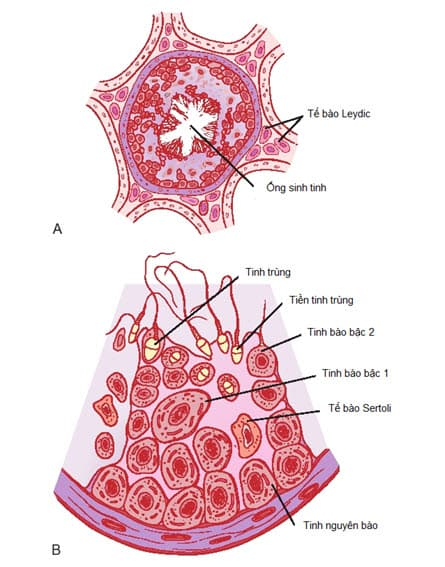 Tế bào Leydic
Ống sinh tinh
A
Tinh trùng
Tiền tinh trùng
Tinh bào bậc 2
Tinh bào bậc 1
Tế bào Sertoli
Tinh nguyên bào
B